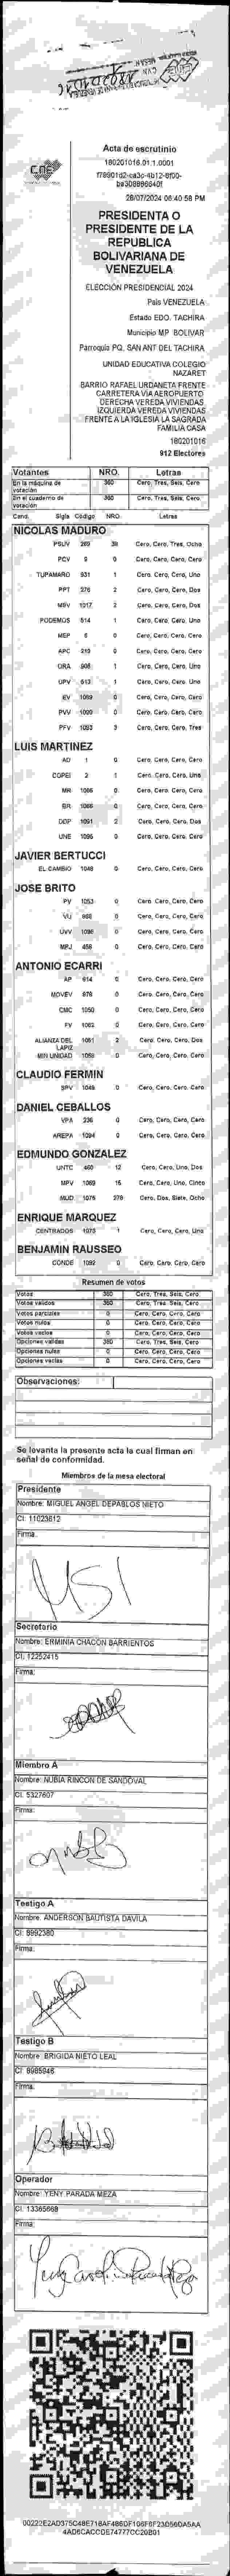 CNE
Acta de escrutinio
180201016.01.1.0001
28/07/2024 06:40:58 PM
PRESIDENTA O
PRESIDENTE DE LA
REPUBLICA
BOLIVARIANA DE
VENEZUELA
ELECCIÓN PRESIDENCIAL 2024
País VENEZUELA
Estado EDO. TACHIRA
Municipio MP. BOLIVAR
Parroquia PQ. SAN ANT DEL TACHIRA
UNIDAD EDUCATIVA COLEGIO
NAZARET
BARRIO RAFAEL URDANETA FRENTE
CARRETERA VIA AEROPUERTO
DERECHA VEREDA VIVIENDAS
IZQUIERDA VEREDA VIVIENDAS
FRENTE A LA IGLESIA LA SAGRADA
FAMILIA CASA
180201016
912 Electores
Votantes NRO. Letras
En la máquina de votación 360 Cero, Tres, Seis, Cero
En el cuaderno de votación 360 Cero, Tres, Seis, Cero
Cand. Sigla Código NRO. Letras
NICOLAS MADURO
PSUV 269 38 Cero, Cero, Tres, Ocho
PCV 9 0 Cero, Cero, Cero, Cero
TUPAMARO 931 1 Cero, Cero, Cero, Uno
PPT 276 2 Cero, Cero, Cero, Dos
MSV 1017 2 Cero, Cero, Cero, Dos
PODEMOS 514 1 Cero, Cero, Cero, Uno
MEP 6 0 Cero, Cero, Cero, Cero
APC 219 0 Cero, Cero, Cero, Cero
ORA 906 1 Cero, Cero, Cero, Uno
UPV 613 1 Cero, Cero, Cero, Uno
EV 1089 0 Cero, Cero, Cero, Cero
PVV 1090 0 Cero, Cero, Cero, Cero
PFV 1093 3 Cero, Cero, Cero, Tres
LUIS MARTINEZ
AD 1 0 Cero, Cero, Cero, Cero
COPEI 2 1 Cero, Cero, Cero, Uno
MR 1066 0 Cero, Cero, Cero, Cero
BR 0 Cero, Cero, Cero, Cero
DDP 1091 2 Cero, Cero, Cero, Dos
UNE 1096 0 Cero, Cero, Cero, Cero
JAVIER BERTUCCI
EL CAMBIO 1048 0 Cero, Cero, Cero, Cero
JOSE BRITO
PV 1053 0 Cero, Cero, Cero, Cero
VU 868 0 Cero, Cero, Cero, Cero
UVV 1098 0 Cero, Cero, Cero, Cero
MPJ 458 0 Cero, Cero, Cero, Cero
ANTONIO ECARRI
AP 914 0 Cero, Cero, Cero, Cero
MOVEV 978 0 Cero, Cero, Cero, Cero
CMC 1050 0 Cero, Cero, Cero, Cero
FV 1062 0 Cero, Cero, Cero, Cero
ALIANZA DEL LAPIZ 1061 2 Cero, Cero, Cero, Dos
MIN UNIDAD 1059 0 Cero, Cero, Cero, Cero
CLAUDIO FERMIN
SPV 1049 0 Cero, Cero, Cero, Cero
DANIEL CEBALLOS
VPA 236 0 Cero, Cero, Cero, Cero
AREPA 1094 0 Cero, Cero, Cero, Cero
EDMUNDO GONZALEZ
UNTC 460 12 Cero, Cero, Uno, Dos
MPV 1069 15 Cero, Cero, Uno, Cinco
MUD 1075 278 Cero, Dos, Siete, Ocho
ENRIQUE MARQUEZ
CENTRADOS 1073 1 Cero, Cero, Cero, Uno
BENJAMIN RAUSSEO
CONDE 1092 0 Cero, Cero, Cero, Cero
Resumen de votos
Votos 360 Cero, Tres, Seis, Cero
Votos válidos 360 Cero, Tres, Seis, Cero
Votos parciales 0 Cero, Cero, Cero, Cero
Votos nulos 0 Cero, Cero, Cero, Cero
Votos vacíos 0 Cero, Cero, Cero, Cero
Opciones válidas 360 Cero, Tres, Seis, Cero
Opciones nulas 0 Cero, Cero, Cero, Cero
Opciones vacías 0 Cero, Cero, Cero, Cero
Observaciones:
Se levanta la presente acta la cual firman en
señal de conformidad.
Miembros de la mesa electoral
Presidente
Nombre: MIGUEL ANGEL DEPABLOS NIETO
CI: 11023612
Firma:
Secretario
Nombre: ERMINIA CHACON BARRIENTOS
CI: 12252415
Firma:
Miembro A
Nombre: NUBIA RINCON DE SANDOVAL
CI: 5327607
Firma:
Testigo A
Nombre: ANDERSON BAUTISTA DAVILA
CI: 8992380
Firma:
Testigo B
Nombre: BRIGIDA NIETO LEAL
CI: 8985946
Firma:
Operador
Nombre: YENY PARADA MEZA
CI: 13365668
Firma: